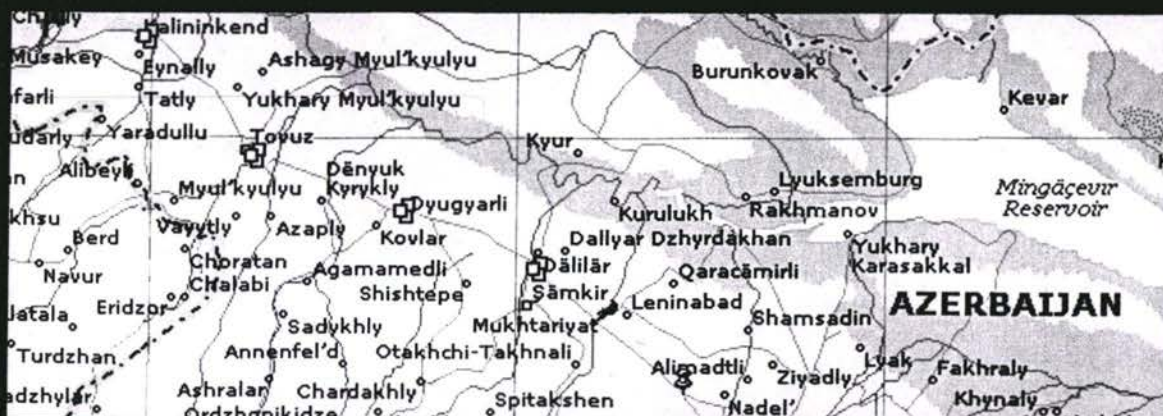 Kalininkend
Musakey
Eynally
Ashagy Myul'kyulyu
Burunkovak
Tatly
Yukhary Myul'kyulyu
Kevar
Yaradullu
Tovuz
Kyur
Alibeyli
Dēnyuk
Kyrykly
Myul'kyulyu
Lyuksemburg
Mingäçevir
Reservoir
Dyugyarli
Kurulukh
Rakhmanov
Vayytly
Azaply
Kovlar
Berd
Dallyar Dzhyrdakhan
Yukhary
Karasakkal
Choratan
Navur
Chalabi
Agamamedli
Dälilär
Qaracämirli
Shishtepe
Eridzor
Sämkir
Leninabad
AZERBAIJAN
Sadykhly
Mukhtariyat
Shamsadin
Turdzhan
Annenfel'd
Otakhchi-Takhnali
Alimadtli
Ziyadly
Lyak
Fakhraly
Ashralan
Chardakhly
Spitakshen
Nadel'
Khynaly
Ordzhonikidze